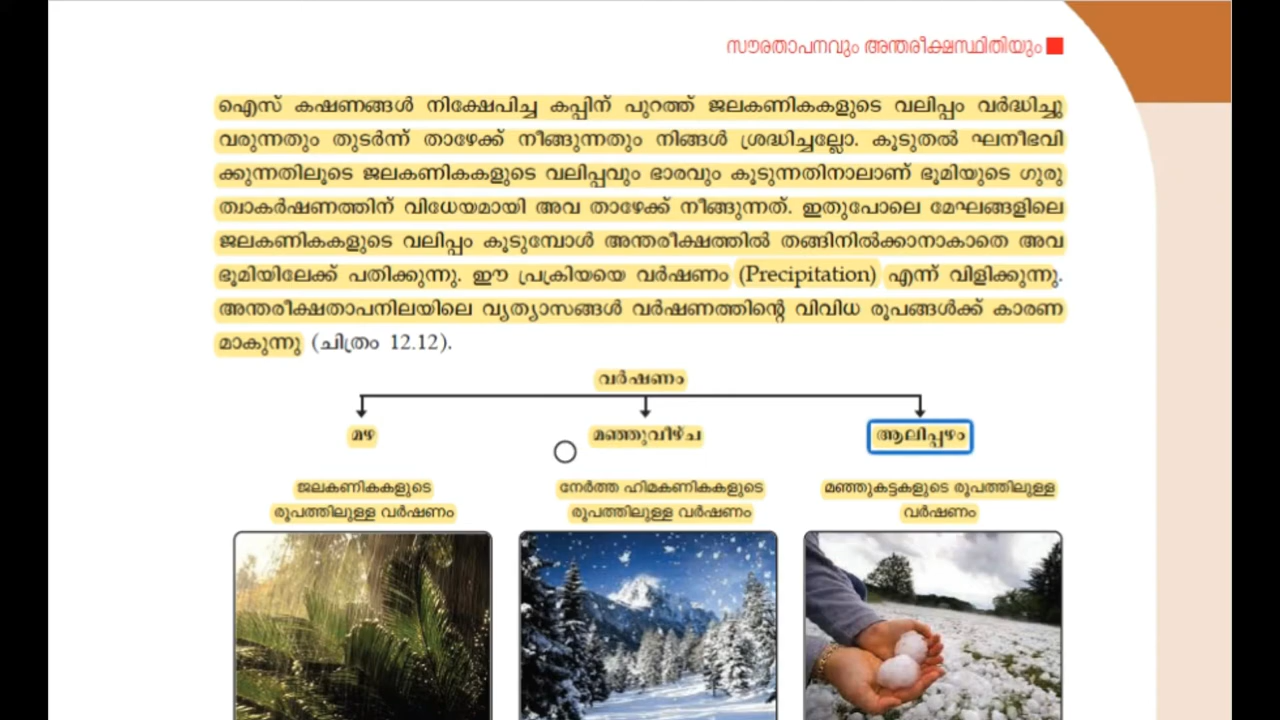 സൗരതാപനവും അന്തരീക്ഷസ്ഥിതിയും
ഐസ് കഷണങ്ങൾ നിക്ഷേപിച്ച കപ്പിന് പുറത്ത് ജലകണികകളുടെ വലിപ്പം വർദ്ധിച്ചു
വരുന്നതും തുടർന്ന് താഴേക്ക് നീങ്ങുന്നതും നിങ്ങൾ ശ്രദ്ധിച്ചല്ലോ. കൂടുതൽ ഘനീഭവി
ക്കുന്നതിലൂടെ ജലകണികകളുടെ വലിപ്പവും ഭാരവും കൂടുന്നതിനാലാണ് ഭൂമിയുടെ ഗുരു
ത്വാകർഷണത്തിന് വിധേയമായി അവ താഴേക്ക് നീങ്ങുന്നത്. ഇതുപോലെ മേഘങ്ങളിലെ
ജലകണികകളുടെ വലിപ്പം കൂടുമ്പോൾ അന്തരീക്ഷത്തിൽ തങ്ങിനിൽക്കാനാകാതെ അവ
ഭൂമിയിലേക്ക് പതിക്കുന്നു. ഈ പ്രക്രിയയെ വർഷണം (Precipitation) എന്ന് വിളിക്കുന്നു.
അന്തരീക്ഷതാപനിലയിലെ വ്യത്യാസങ്ങൾ വർഷണത്തിന്റെ വിവിധ രൂപങ്ങൾക്ക് കാരണ
മാകുന്നു (ചിത്രം 12.12).
വർഷണം
മഴ മഞ്ഞുവീഴ്ച ആലിപ്പഴം
ജലകണികകളുടെ നേർത്ത ഹിമകണികകളുടെ മഞ്ഞുകട്ടകളുടെ രൂപത്തിലുള്ള
രൂപത്തിലുള്ള വർഷണം രൂപത്തിലുള്ള വർഷണം വർഷണം